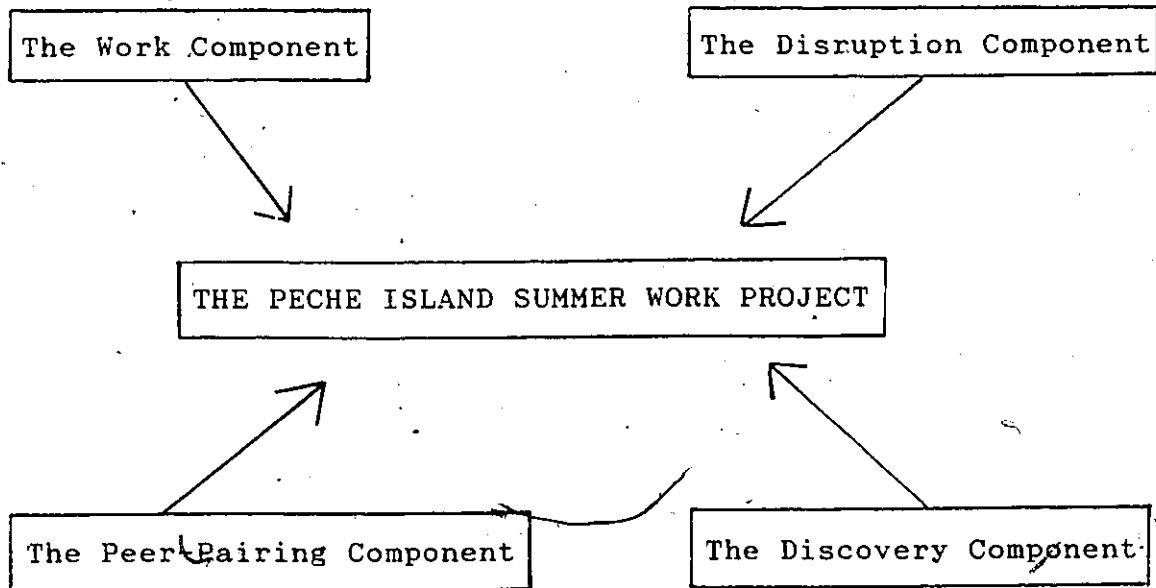 The Work Component
The Disruption Component
THE PECHE ISLAND SUMMER WORK PROJECT
The Peer Pairing Component
The Discovery Component